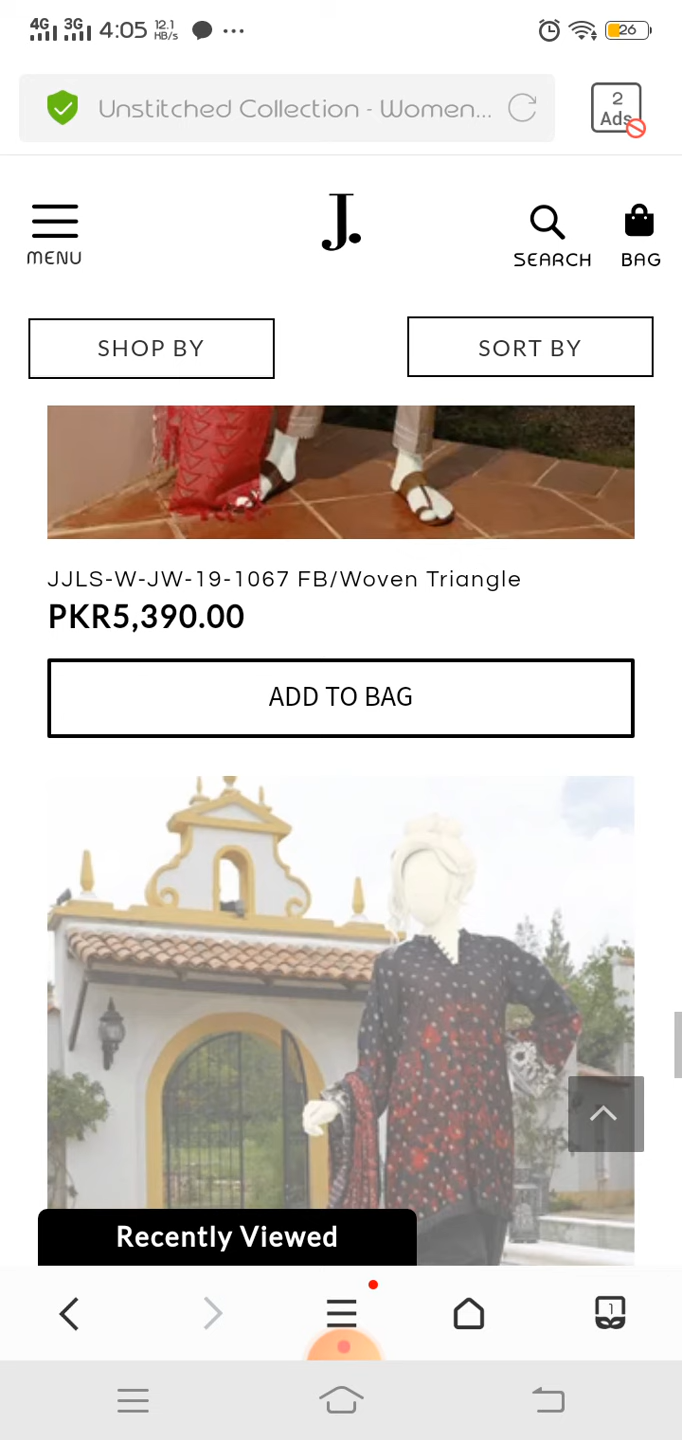 4G 3G 4:05 12.1 HB/s 26
Unstitched Collection - Women...
2
Ads
J.
MENU
SEARCH
BAG
SHOP BY
SORT BY
JJLS-W-JW-19-1067 FB/Woven Triangle
PKR5,390.00
ADD TO BAG
Recently Viewed
1